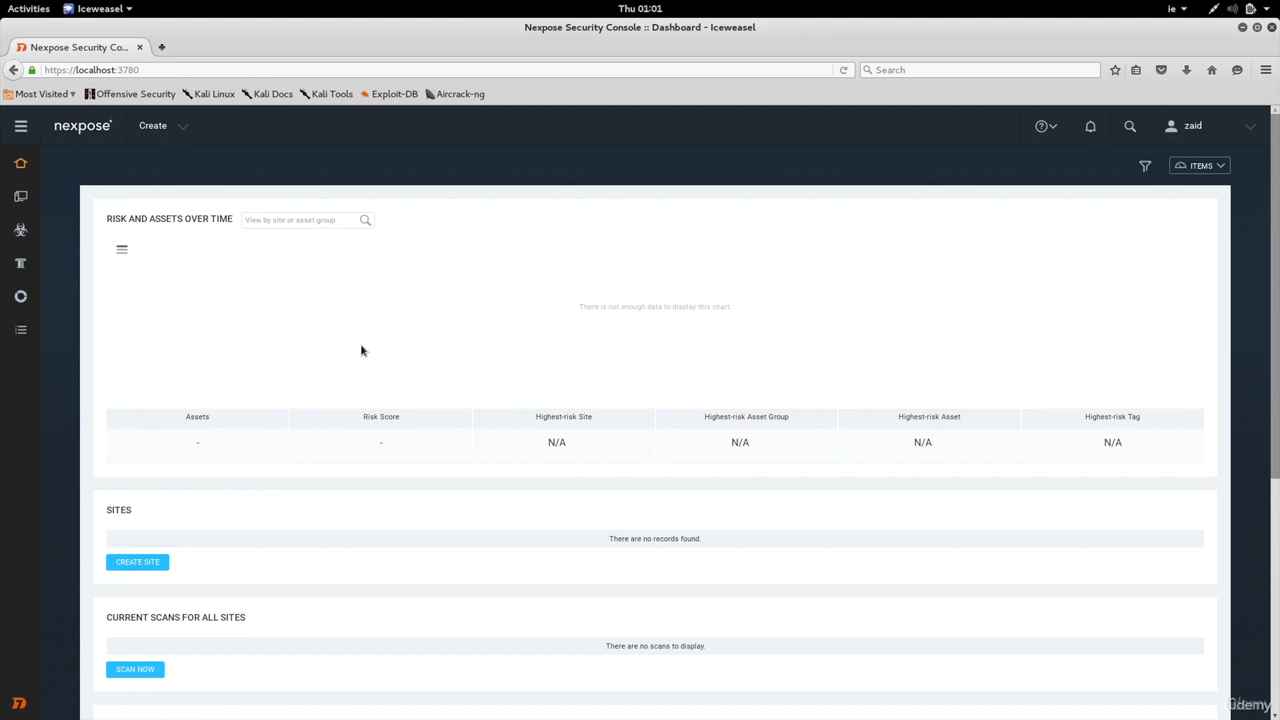 Activities Iceweasel Thu 01:01 ie
Nexpose Security Console :: Dashboard - Iceweasel
Nexpose Security Co...
https://localhost:3780 Search
Most Visited Offensive Security Kali Linux Kali Docs Kali Tools Exploit-DB Aircrack-ng
nexpose Create zaid
ITEMS
RISK AND ASSETS OVER TIME View by site or asset group
There is not enough data to display this chart.
Assets Risk Score Highest-risk Site Highest-risk Asset Group Highest-risk Asset Highest-risk Tag
- - N/A N/A N/A N/A
SITES
There are no records found.
CREATE SITE
CURRENT SCANS FOR ALL SITES
There are no scans to display.
SCAN NOW
Udemy